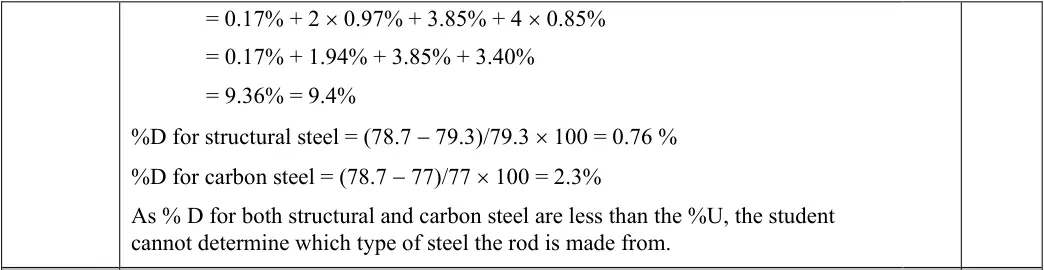 = 0.17% + 2 × 0.97% + 3.85% + 4 × 0.85%
= 0.17% + 1.94% + 3.85% + 3.40%
= 9.36% = 9.4%
%D for structural steel = (78.7 − 79.3)/79.3 × 100 = 0.76 %
%D for carbon steel = (78.7 − 77)/77 × 100 = 2.3%
As % D for both structural and carbon steel are less than the %U, the student
cannot determine which type of steel the rod is made from.